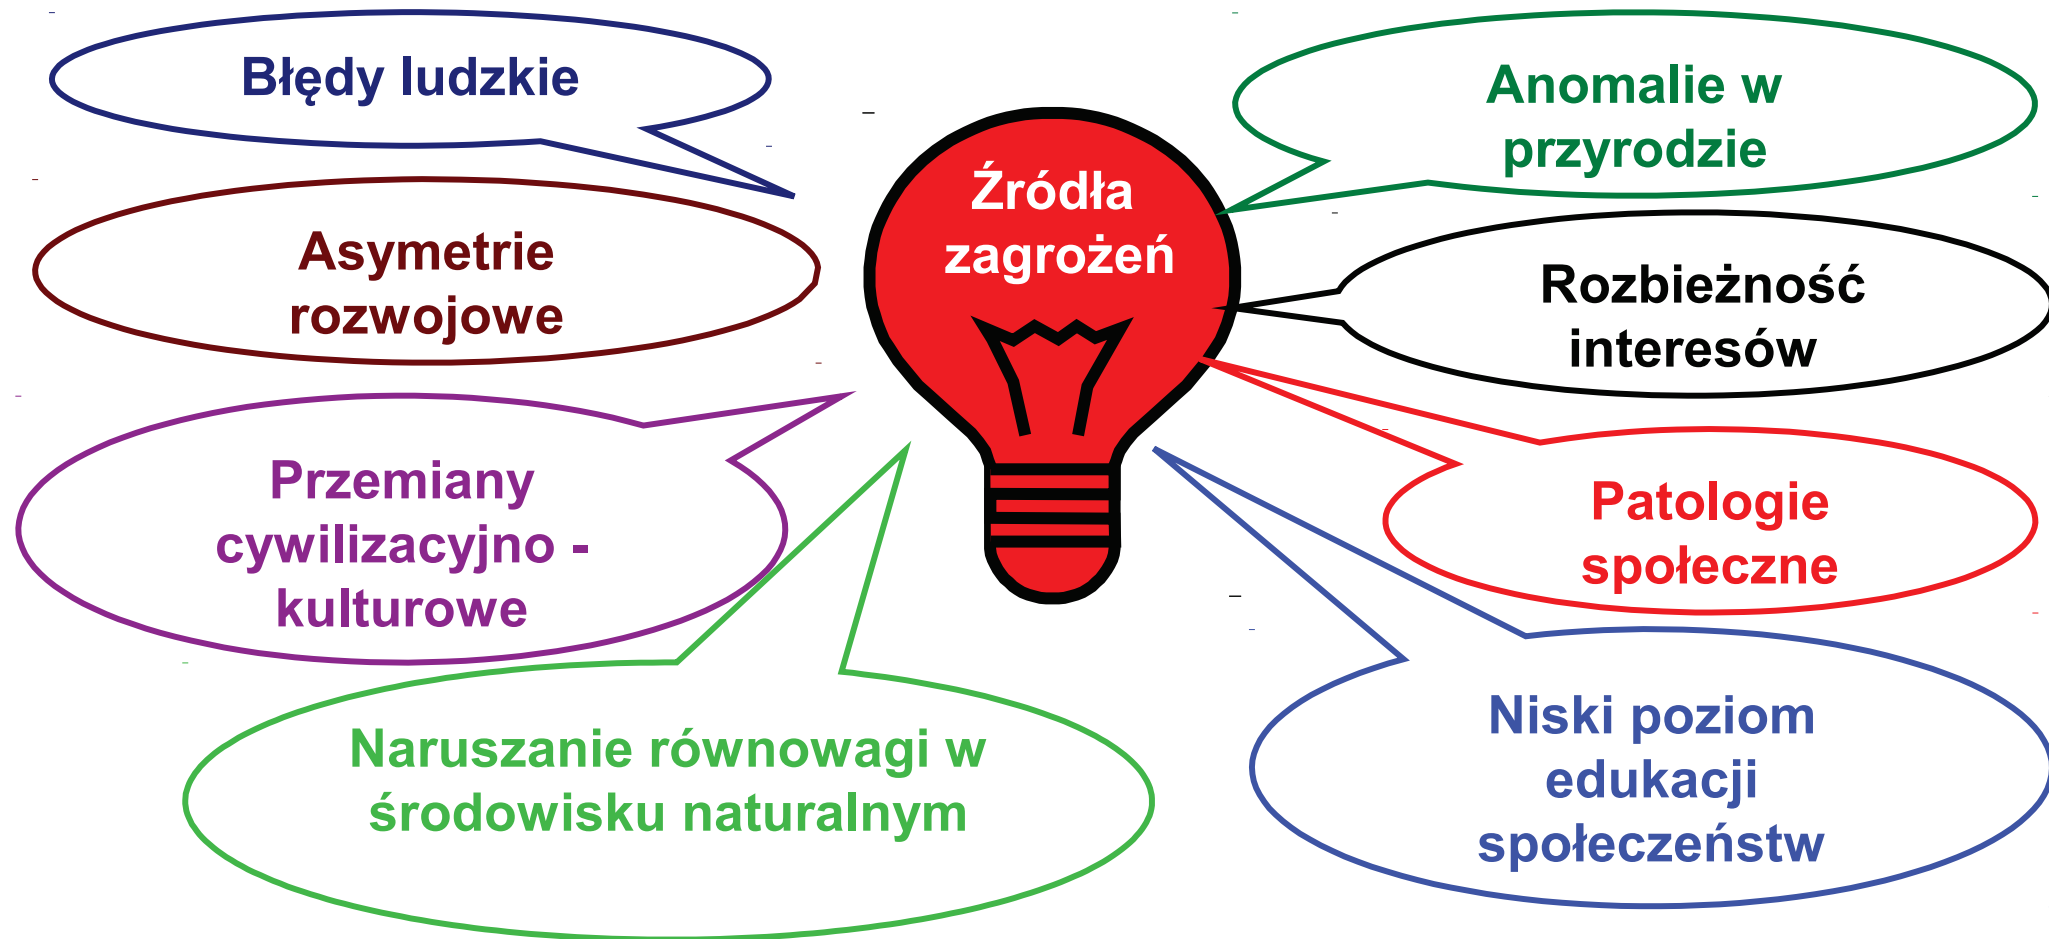 Błędy ludzkie
Asymetrie
rozwojowe
Przemiany
cywilizacyjno -
kulturowe
Naruszanie równowagi w
środowisku naturalnym
Źródła
zagrożeń
Anomalie w
przyrodzie
Rozbieżność
interesów
Patologie
społeczne
Niski poziom
edukacji
społeczeństw